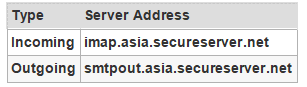 Type Server Address
Incoming imap.asia.secureserver.net
Outgoing smtpout.asia.secureserver.net